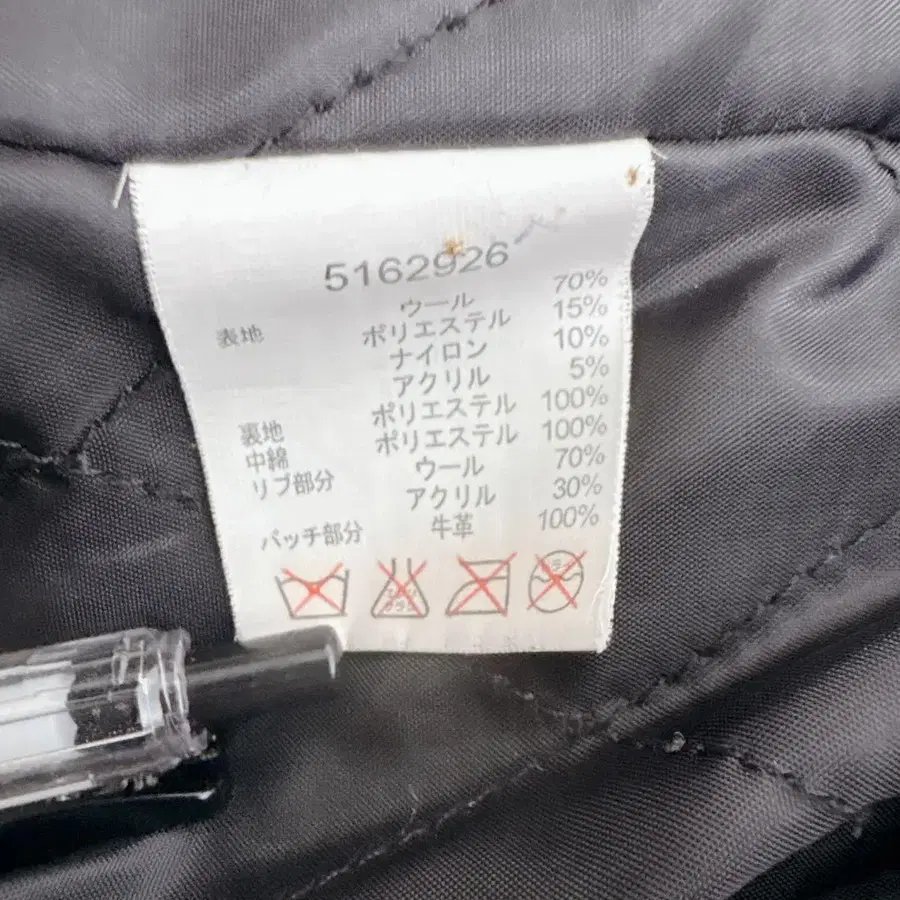 5162926
表地 ウール 70%
ポリエステル 15%
ナイロン 10%
アクリル 5%
裏地 ポリエステル 100%
中綿 ポリエステル 100%
リブ部分 ウール 70%
アクリル 30%
パッチ部分 牛革 100%